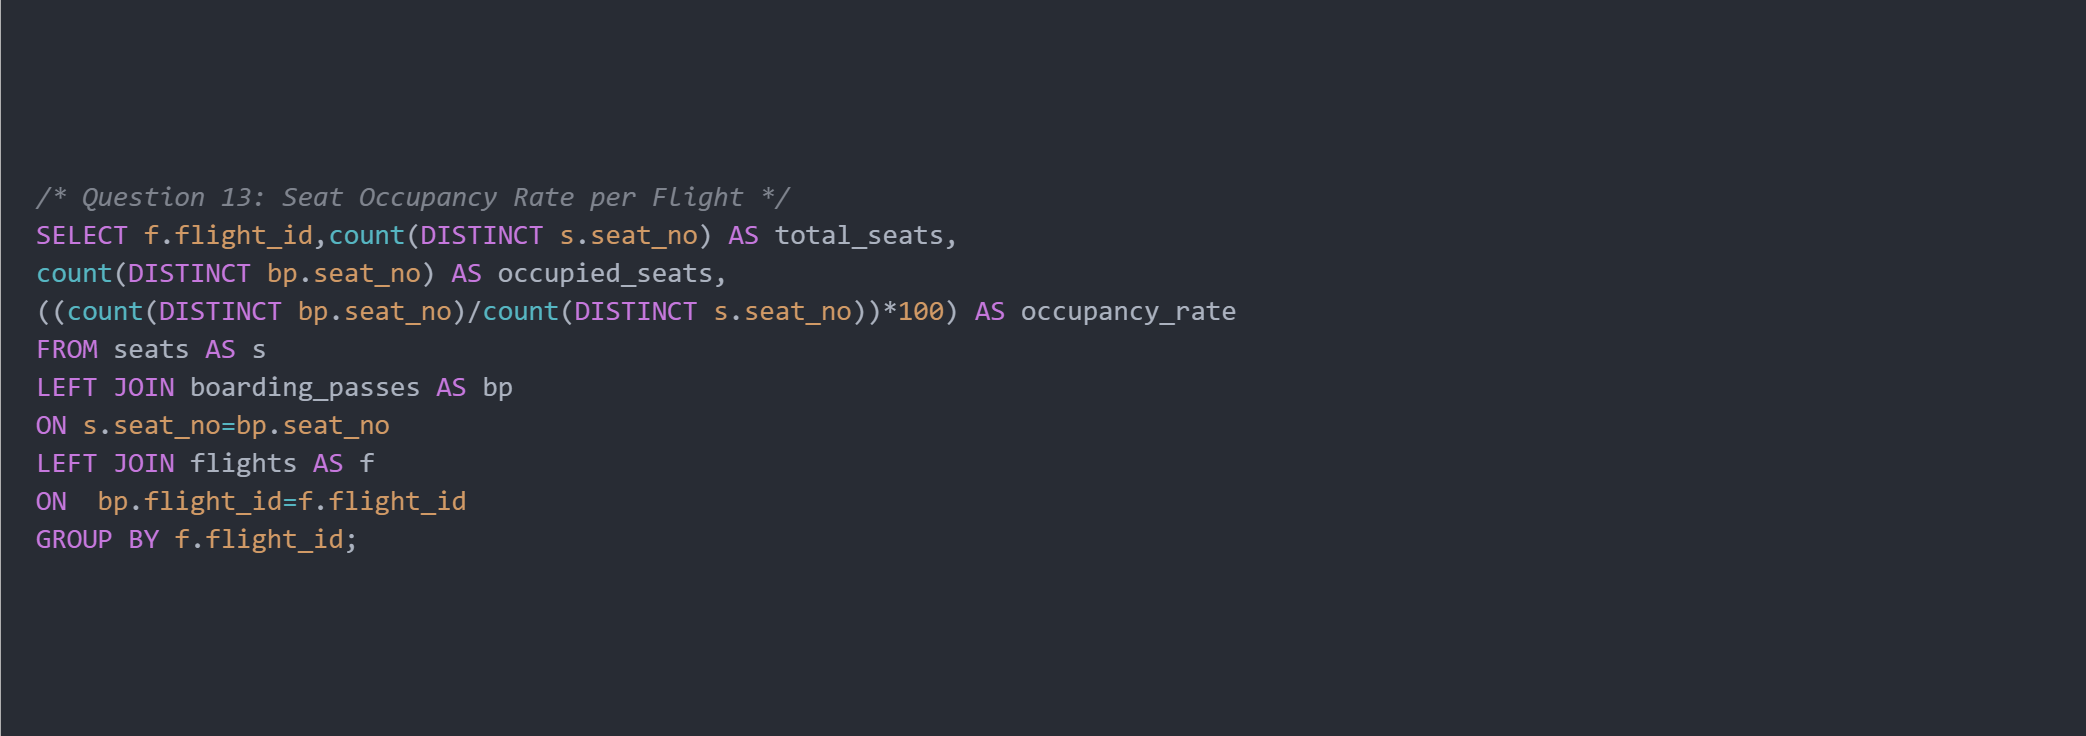 /* Question 13: Seat Occupancy Rate per Flight */
SELECT f.flight_id,count(DISTINCT s.seat_no) AS total_seats,
count(DISTINCT bp.seat_no) AS occupied_seats,
((count(DISTINCT bp.seat_no)/count(DISTINCT s.seat_no))*100) AS occupancy_rate
FROM seats AS s
LEFT JOIN boarding_passes AS bp
ON s.seat_no=bp.seat_no
LEFT JOIN flights AS f
ON  bp.flight_id=f.flight_id
GROUP BY f.flight_id;